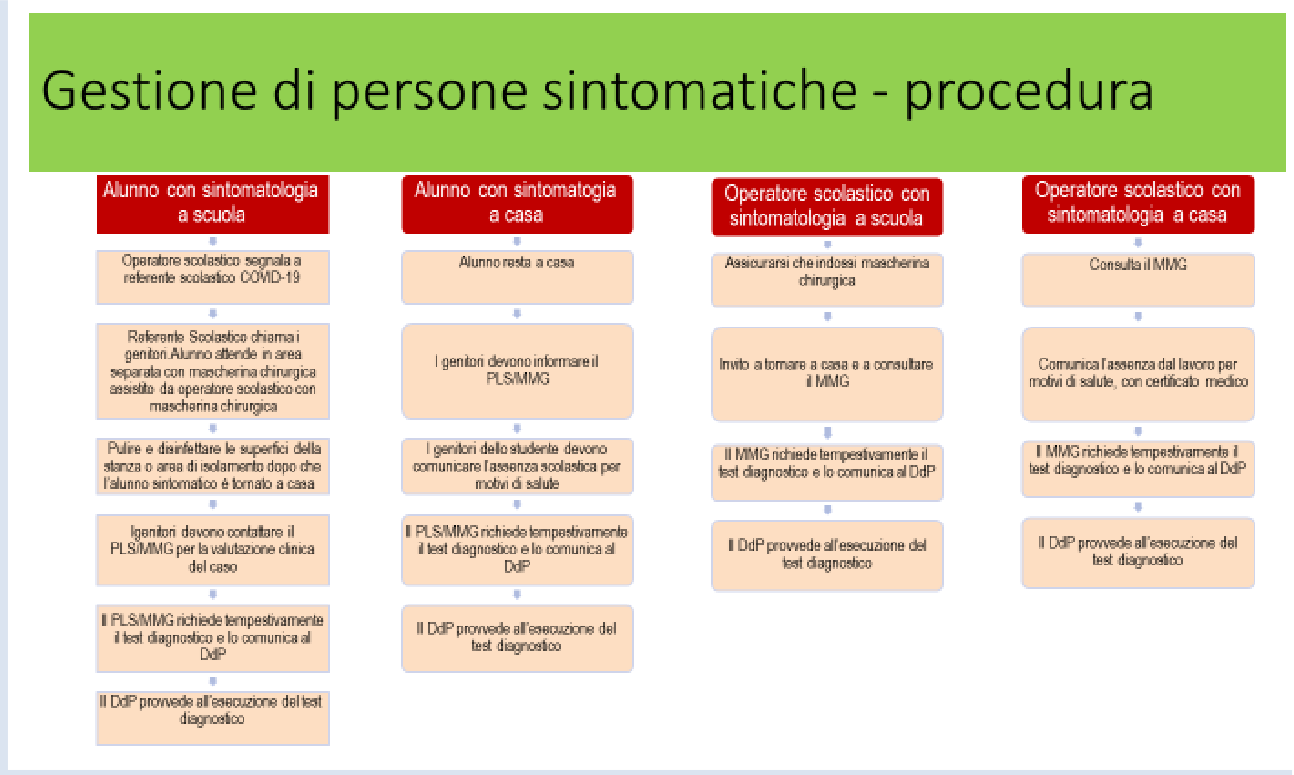 Gestione di persone sintomatiche - procedura
Alunno con sintomatologia
a scuola
Operatore scolastico segnala a
referente scolastico COVID-19
Referente Scolastico chiama i
genitori. Alunno attende in area
separata con mascherina chirurgica
assistito da operatore scolastico con
mascherina chirurgica
Pulire e disinfettare le superfici della
stanza o area di isolamento dopo che
l'alunno sintomatico è tornato a casa
I genitori devono contattare il
PLS/MMG per la valutazione clinica
del caso
Il PLS/MMG richiede tempestivamente
il test diagnostico e lo comunica al
DdP
Il DdP provvede all'esecuzione del test
diagnostico
Alunno con sintomatogia
a casa
Alunno resta a casa
I genitori devono informare il
PLS/MMG
I genitori dello studente devono
comunicare l'assenza scolastica per
motivi di salute
Il PLS/MMG richiede tempestivamente
il test diagnostico e lo comunica al
DdP
Il DdP provvede all'esecuzione del
test diagnostico
Operatore scolastico con
sintomatologia a scuola
Assicurarsi che indossi mascherina
chirurgica
Invito a tornare a casa e a consultare
il MMG
Il MMG richiede tempestivamente il
test diagnostico e lo comunica al DdP
Il DdP provvede all'esecuzione del
test diagnostico
Operatore scolastico con
sintomatologia a casa
Consulta il MMG
Comunica l'assenza dal lavoro per
motivi di salute, con certificato medico
Il MMG richiede tempestivamente il
test diagnostico e lo comunica al DdP
Il DdP provvede all'esecuzione del
test diagnostico